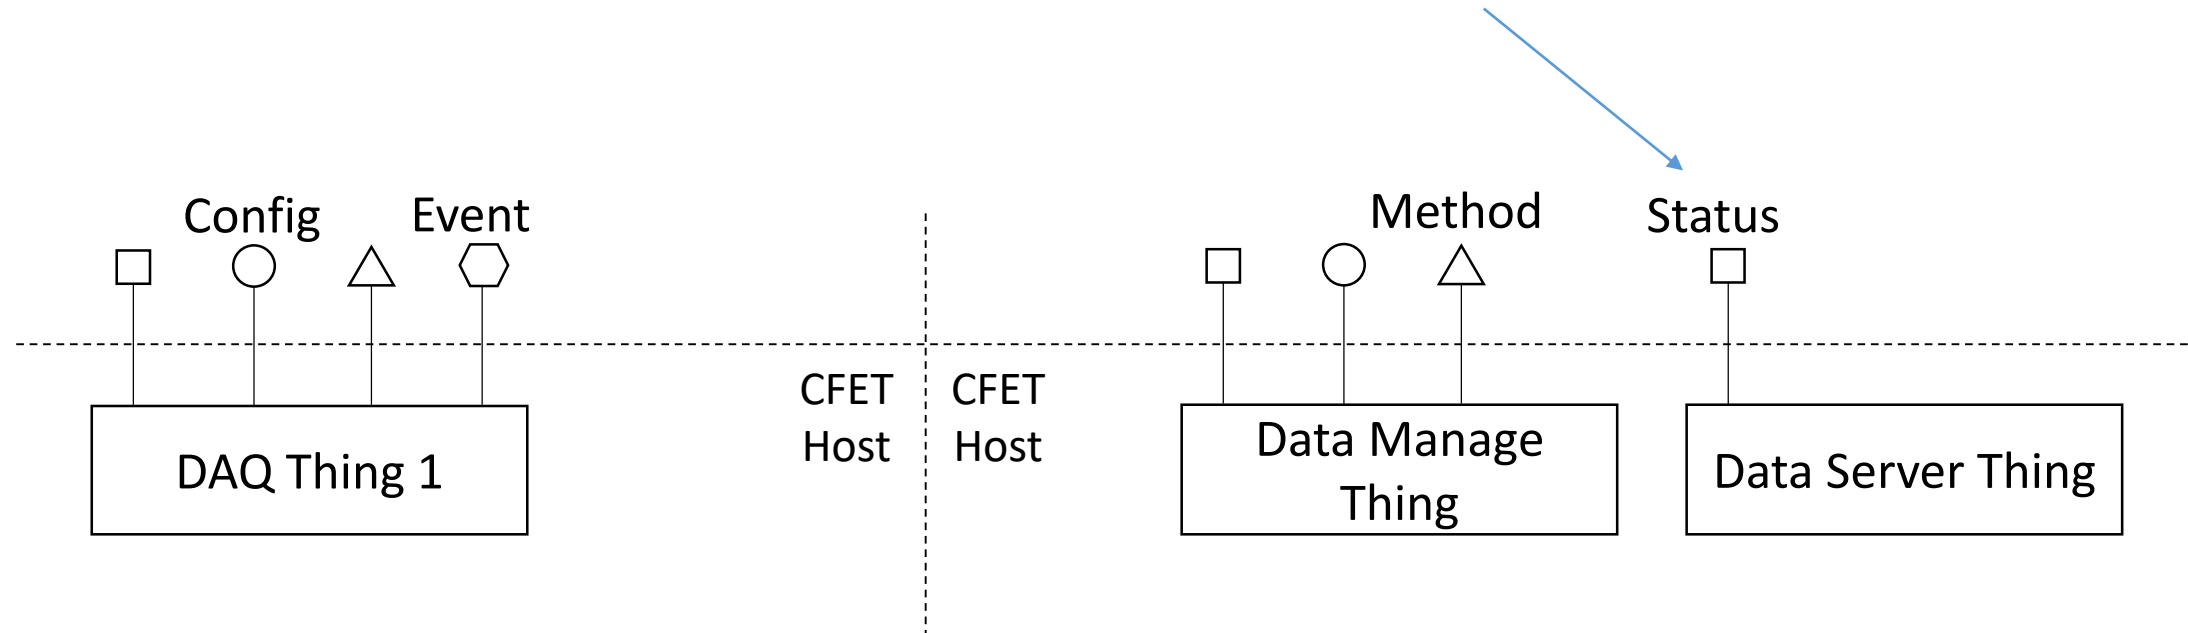 Config
Event
Method
Status
CFET
Host
CFET
Host
DAQ Thing 1
Data Manage
Thing
Data Server Thing